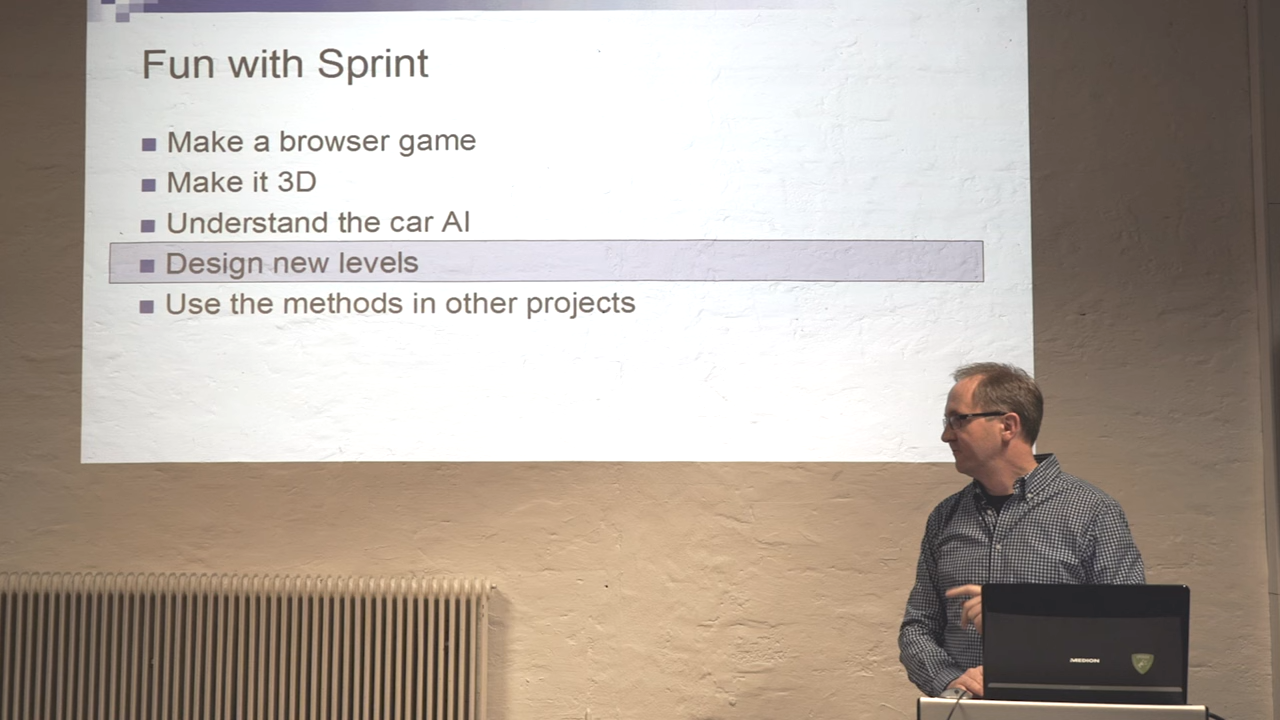 Fun with Sprint
Make a browser game
Make it 3D
Understand the car AI
Design new levels
Use the methods in other projects
MEDION